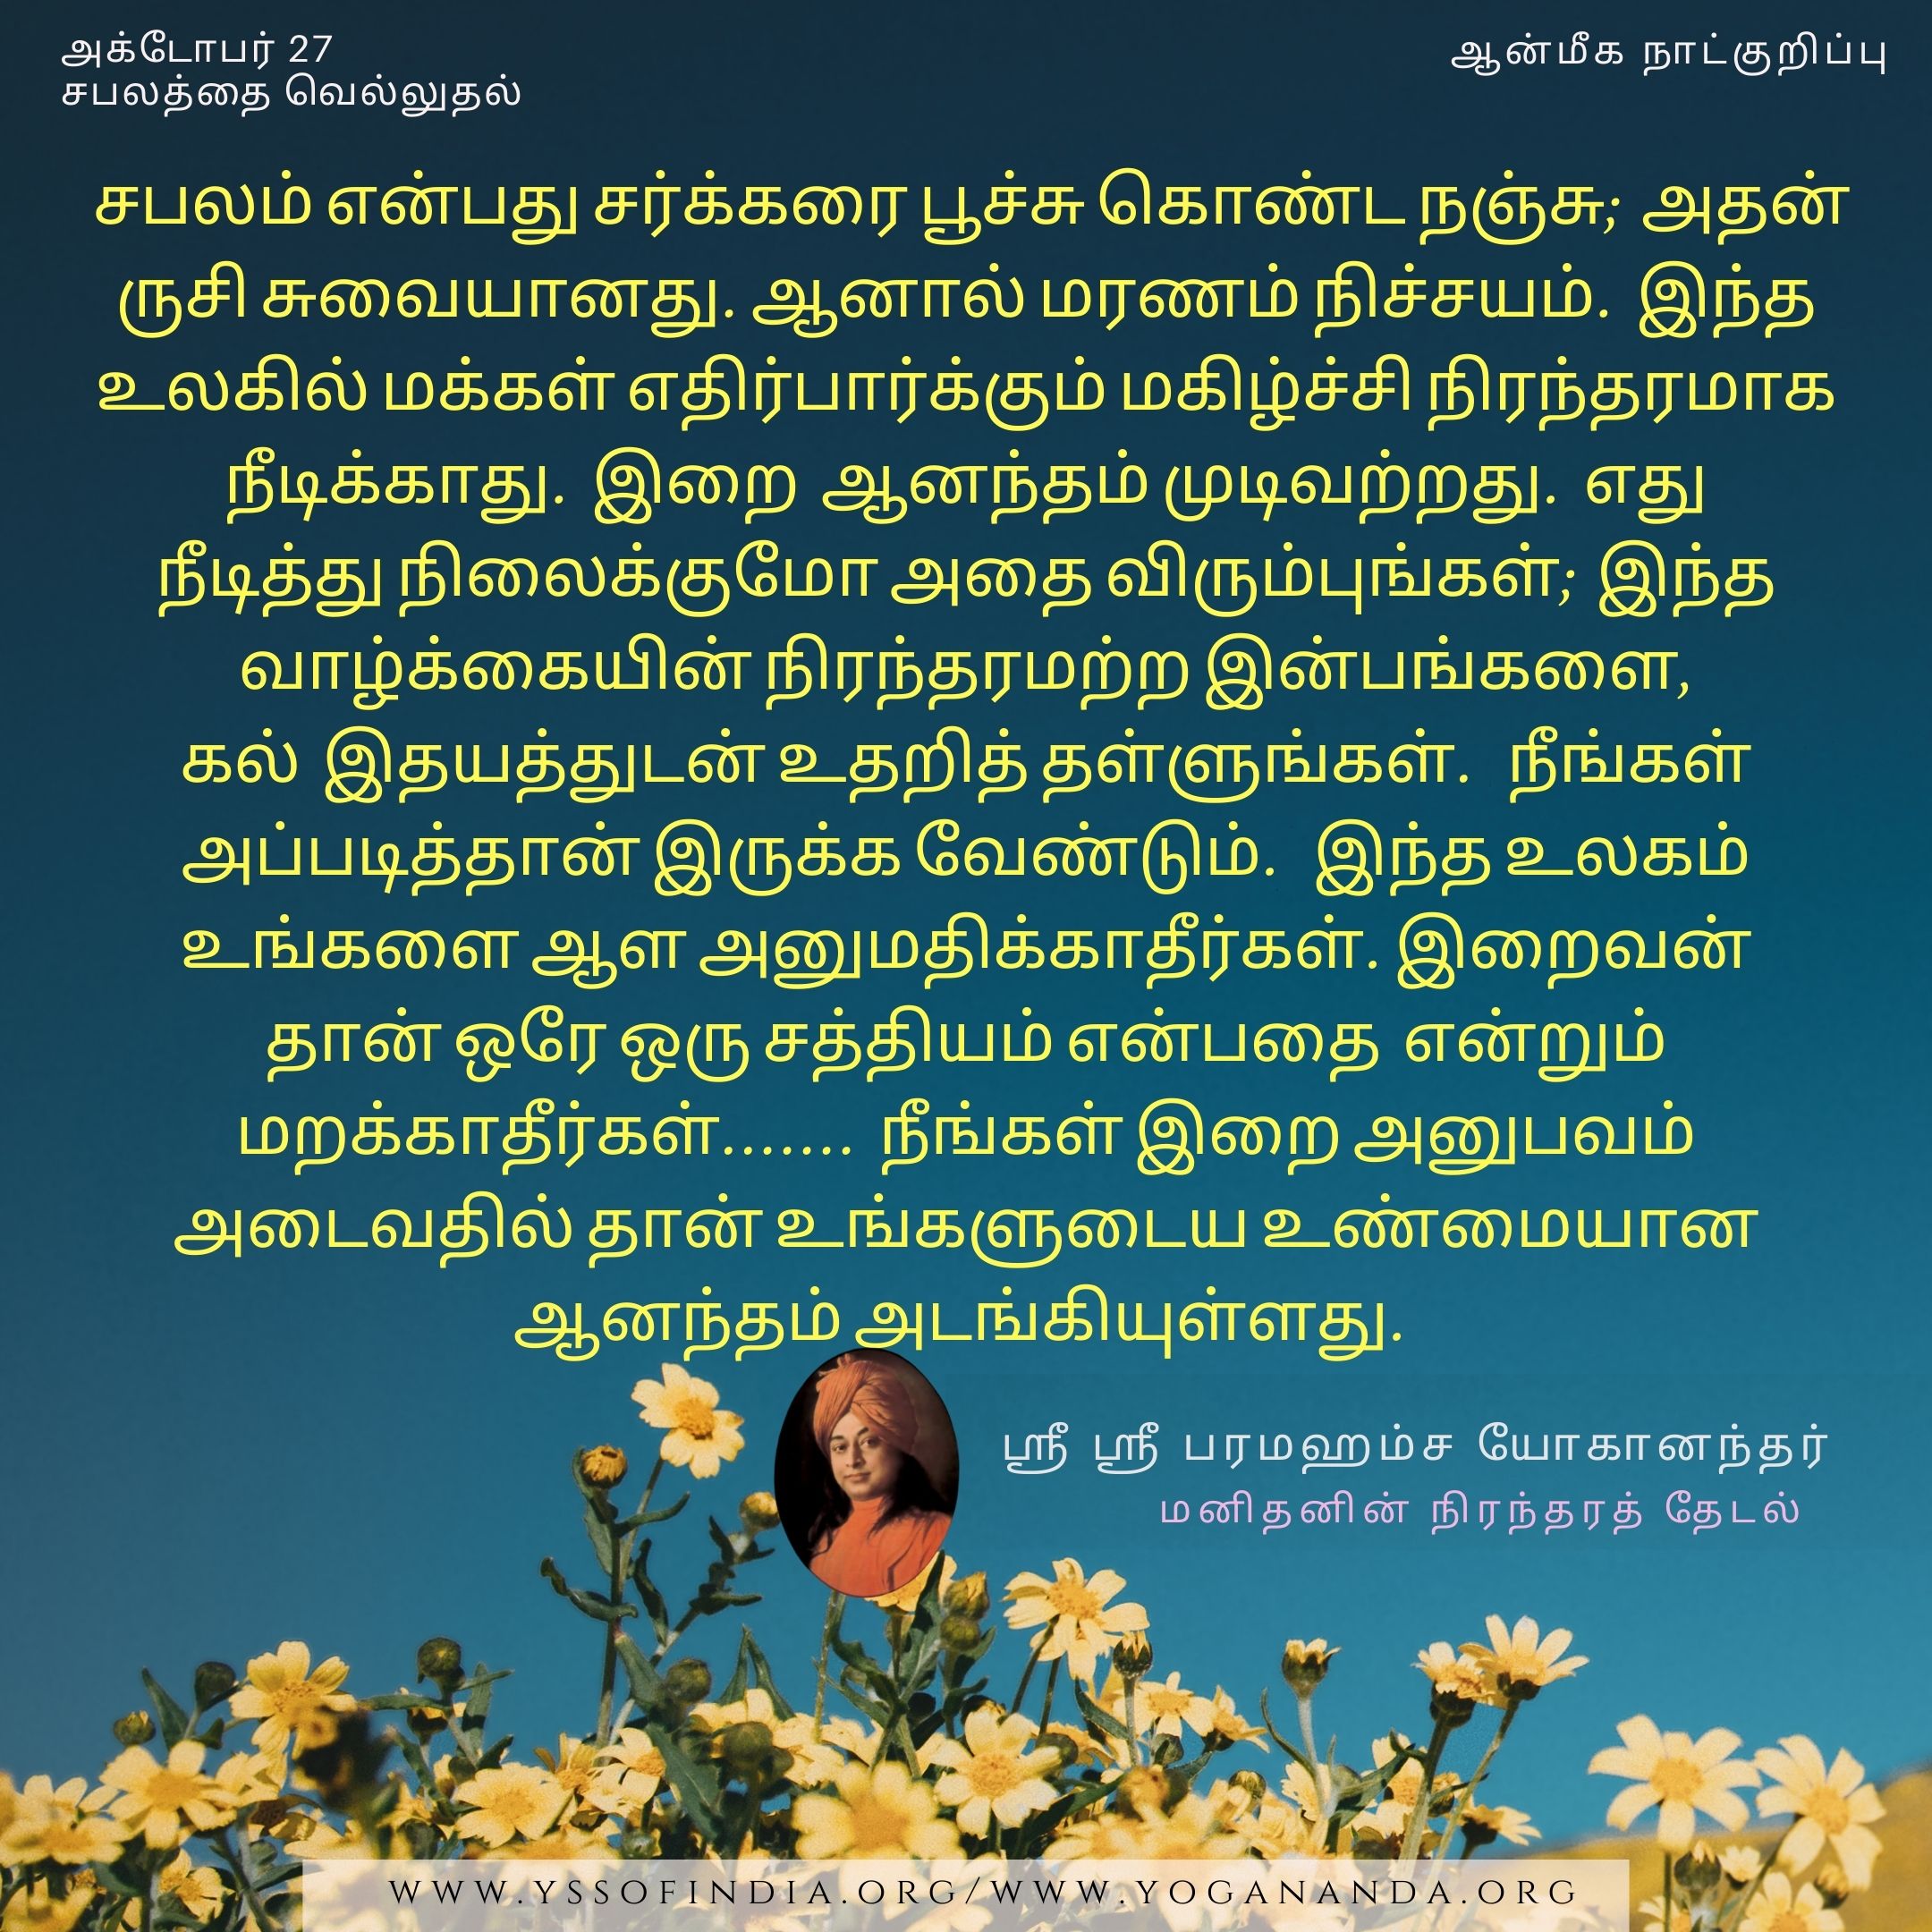 அக்டோபர் 27
சபலத்தை வெல்லுதல்
ஆன்மீக நாட்குறிப்பு
சபலம் என்பது சர்க்கரை பூச்சு கொண்ட நஞ்சு; அதன்
ருசி சுவையானது. ஆனால் மரணம் நிச்சயம். இந்த
உலகில் மக்கள் எதிர்பார்க்கும் மகிழ்ச்சி நிரந்தரமாக
நீடிக்காது. இறை ஆனந்தம் முடிவற்றது. எது
நீடித்து நிலைக்குமோ அதை விரும்புங்கள்; இந்த
வாழ்க்கையின் நிரந்தரமற்ற இன்பங்களை,
கல் இதயத்துடன் உதறித் தள்ளுங்கள். நீங்கள்
அப்படித்தான் இருக்க வேண்டும். இந்த உலகம்
உங்களை ஆள அனுமதிக்காதீர்கள். இறைவன்
தான் ஒரே ஒரு சத்தியம் என்பதை என்றும்
மறக்காதீர்கள்....... நீங்கள் இறை அனுபவம்
அடைவதில் தான் உங்களுடைய உண்மையான
ஆனந்தம் அடங்கியுள்ளது.
ஸ்ரீ ஸ்ரீ பரமஹம்ச யோகானந்தர்
மனிதனின் நிரந்தரத் தேடல்
WWW.YSSOFINDIA.ORG/WWW.YOGANANDA.ORG